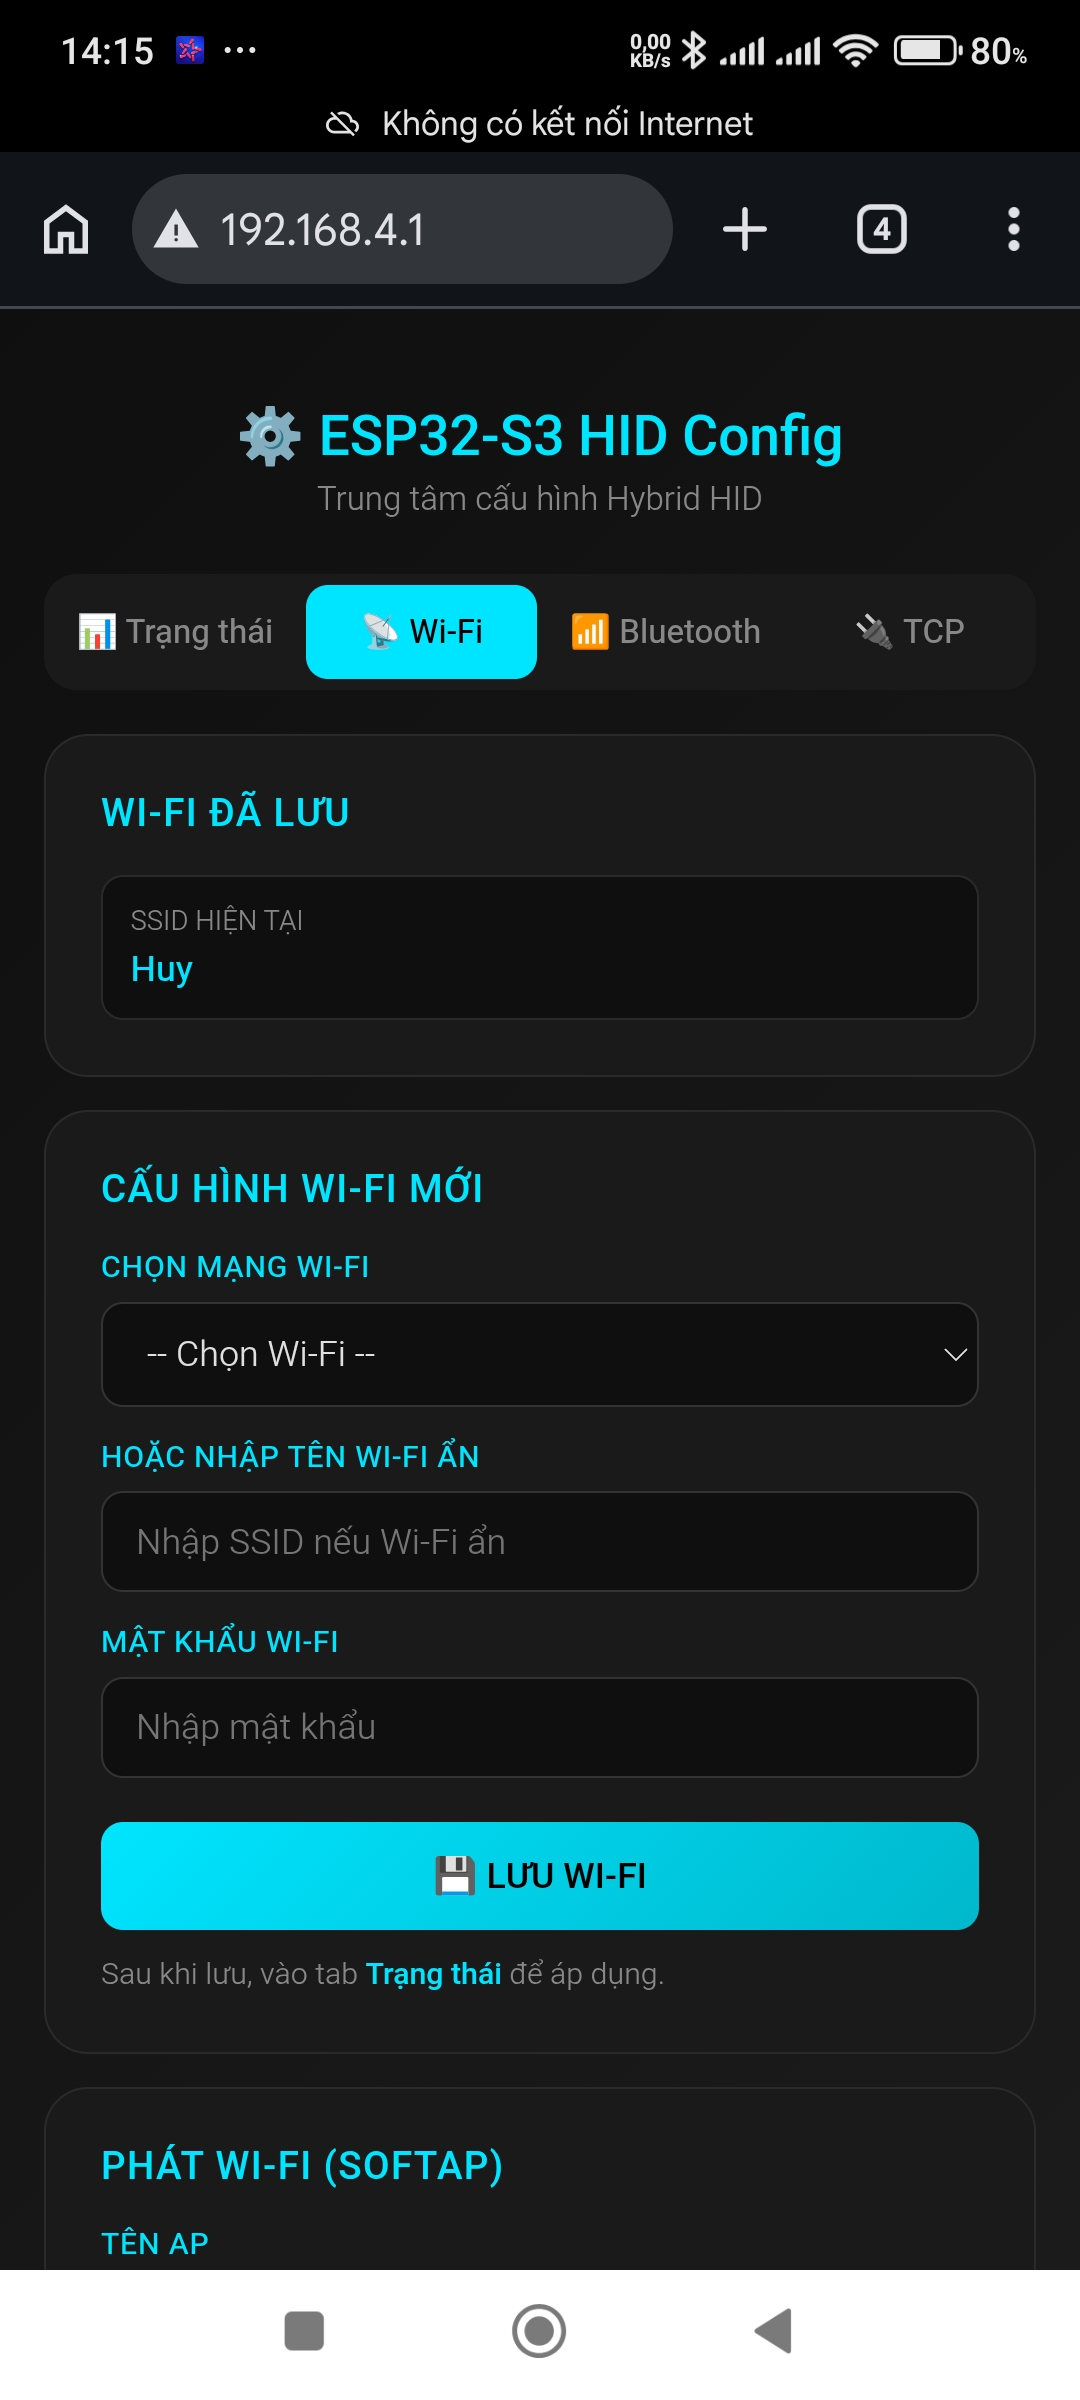 14:15
0,00
KB/s
80%
Không có kết nối Internet
192.168.4.1
4
ESP32-S3 HID Config
Trung tâm cấu hình Hybrid HID
Trạng thái
Wi-Fi
Bluetooth
TCP
WI-FI ĐÃ LƯU
SSID HIỆN TẠI
Huy
CẤU HÌNH WI-FI MỚI
CHỌN MẠNG WI-FI
-- Chọn Wi-Fi --
HOẶC NHẬP TÊN WI-FI ẨN
Nhập SSID nếu Wi-Fi ẩn
MẬT KHẨU WI-FI
Nhập mật khẩu
LƯU WI-FI
Sau khi lưu, vào tab Trạng thái để áp dụng.
PHÁT WI-FI (SOFTAP)
TÊN AP